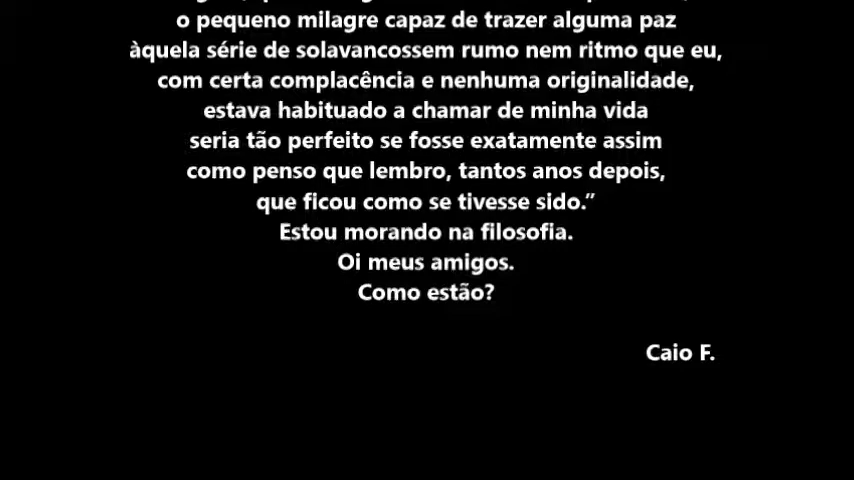 o pequeno milagre capaz de trazer alguma paz
àquela série de solavancossem rumo nem ritmo que eu,
com certa complacência e nenhuma originalidade,
estava habituado a chamar de minha vida
seria tão perfeito se fosse exatamente assim
como penso que lembro, tantos anos depois,
que ficou como se tivesse sido.”
Estou morando na filosofia.
Oi meus amigos.
Como estão?
Caio F.